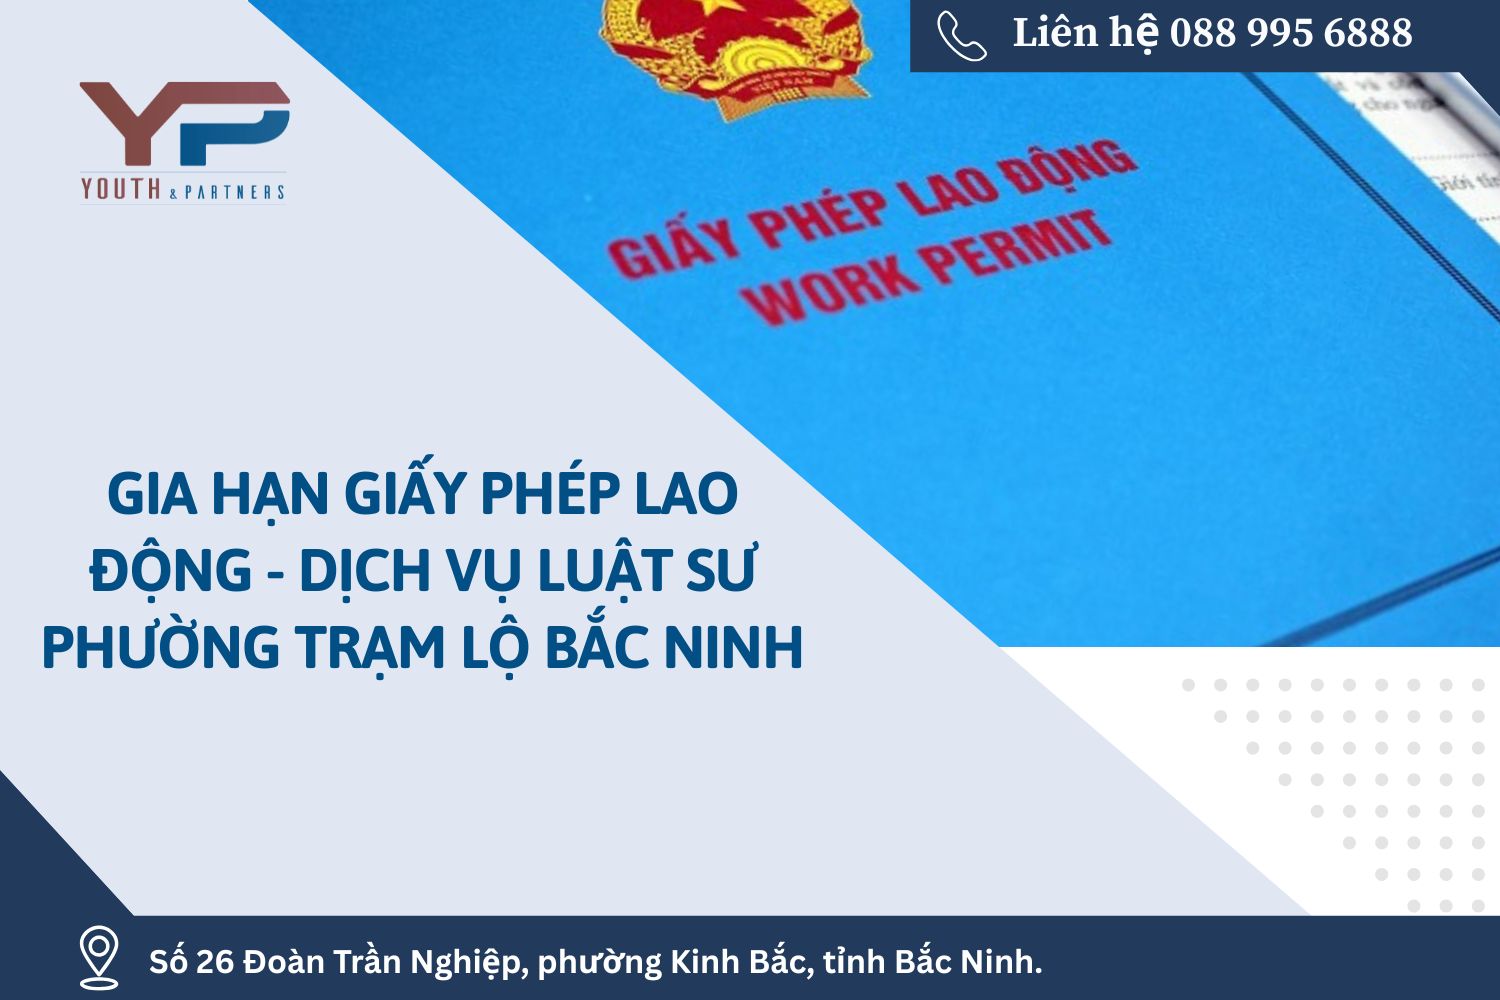 Liên hệ 088 995 6888
YP
YOUTH & PARTNERS
GIẤY PHÉP LAO ĐỘNG
WORK PERMIT
GIA HẠN GIẤY PHÉP LAO
ĐỘNG - DỊCH VỤ LUẬT SƯ
PHƯỜNG TRẠM LỘ BẮC NINH
Số 26 Đoàn Trần Nghiệp, phường Kinh Bắc, tỉnh Bắc Ninh.